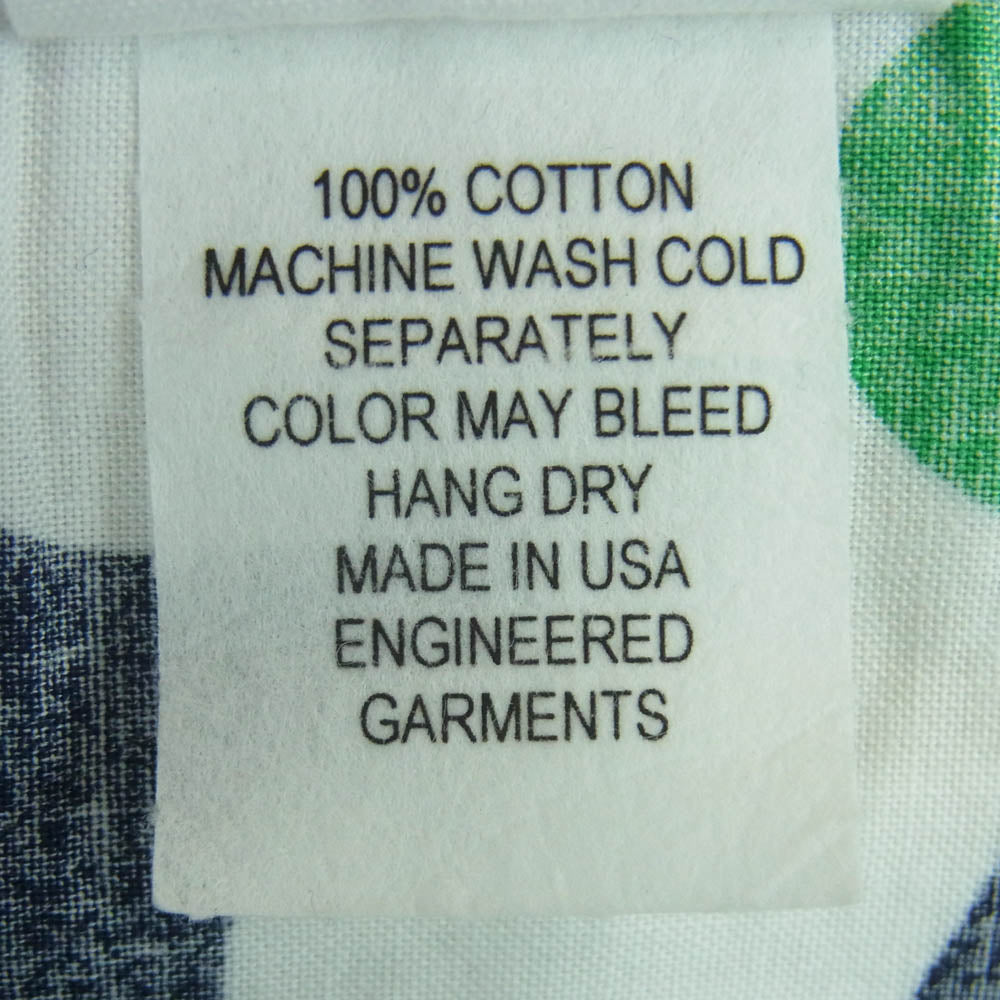 100% COTTON
MACHINE WASH COLD
SEPARATELY
COLOR MAY BLEED
HANG DRY
MADE IN USA
ENGINEERED
GARMENTS